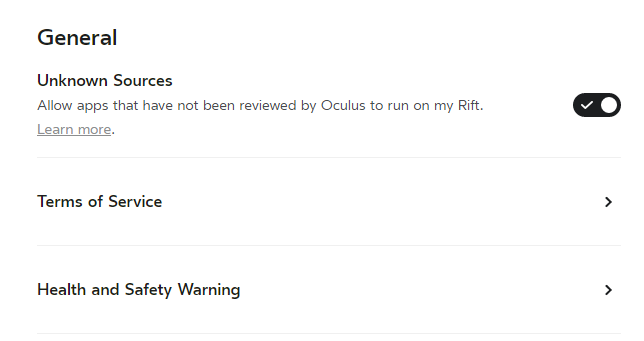 General
Unknown Sources
Allow apps that have not been reviewed by Oculus to run on my Rift.
Learn more.
Terms of Service
Health and Safety Warning